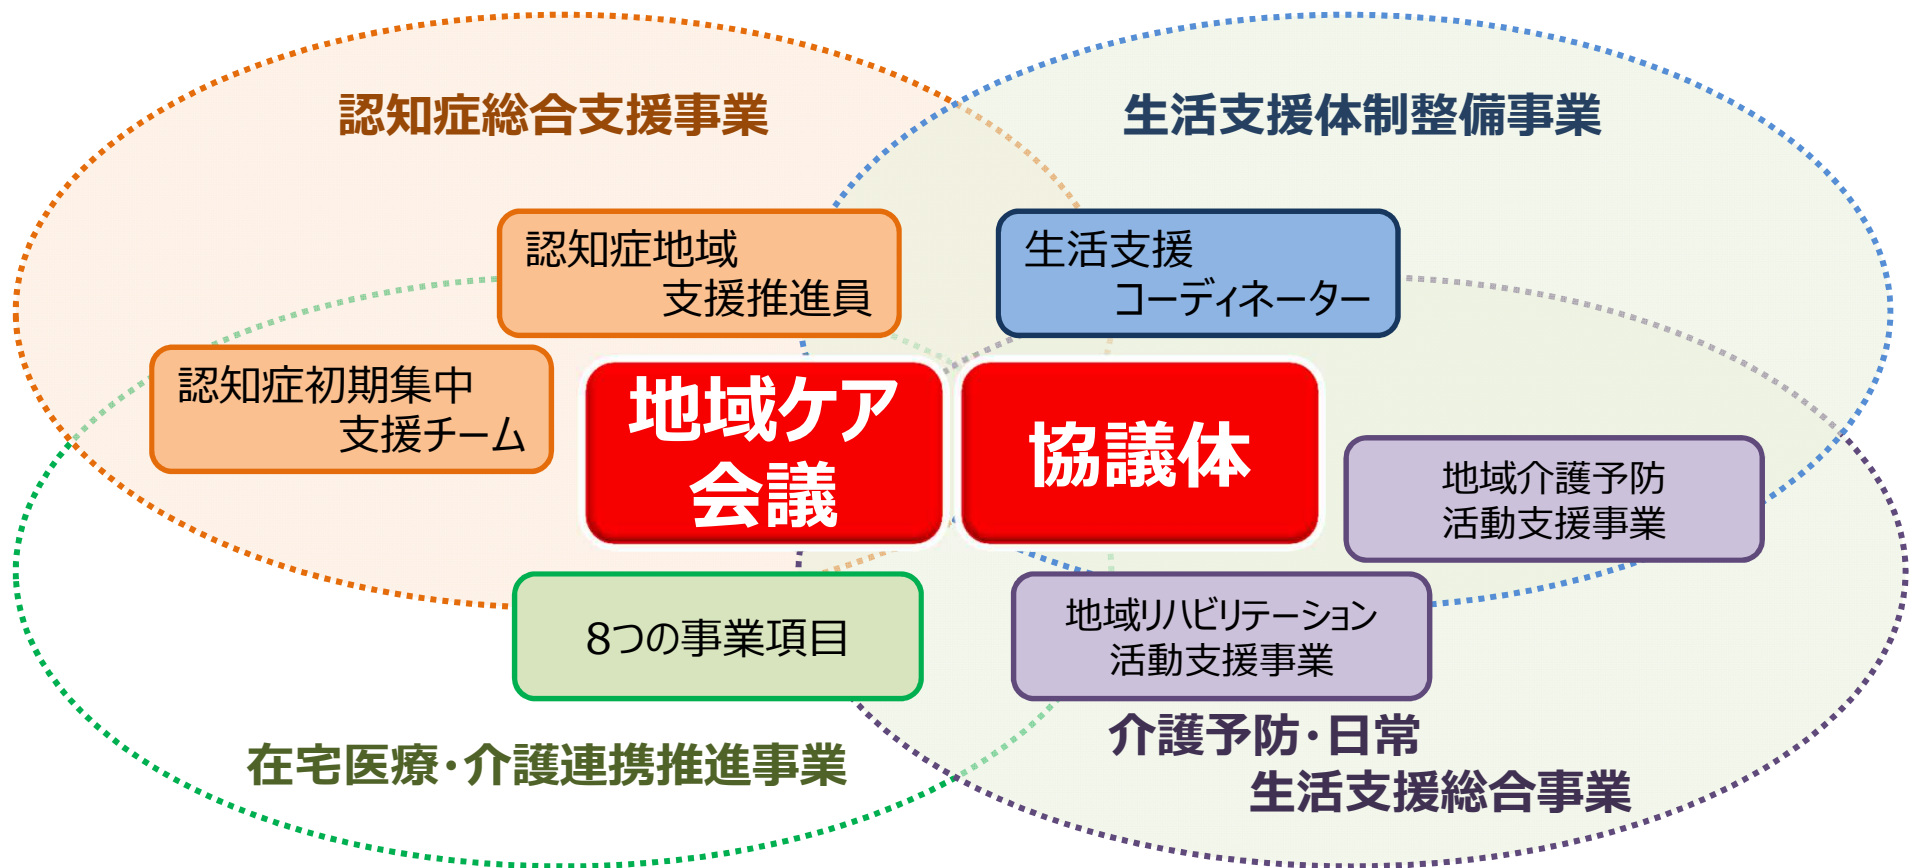 認知症総合支援事業
生活支援体制整備事業
認知症地域
支援推進員
生活支援
コーディネーター
認知症初期集中
支援チーム
地域ケア
会議
協議体
地域介護予防
活動支援事業
8つの事業項目
地域リハビリテーション
活動支援事業
在宅医療・介護連携推進事業
介護予防・日常
生活支援総合事業